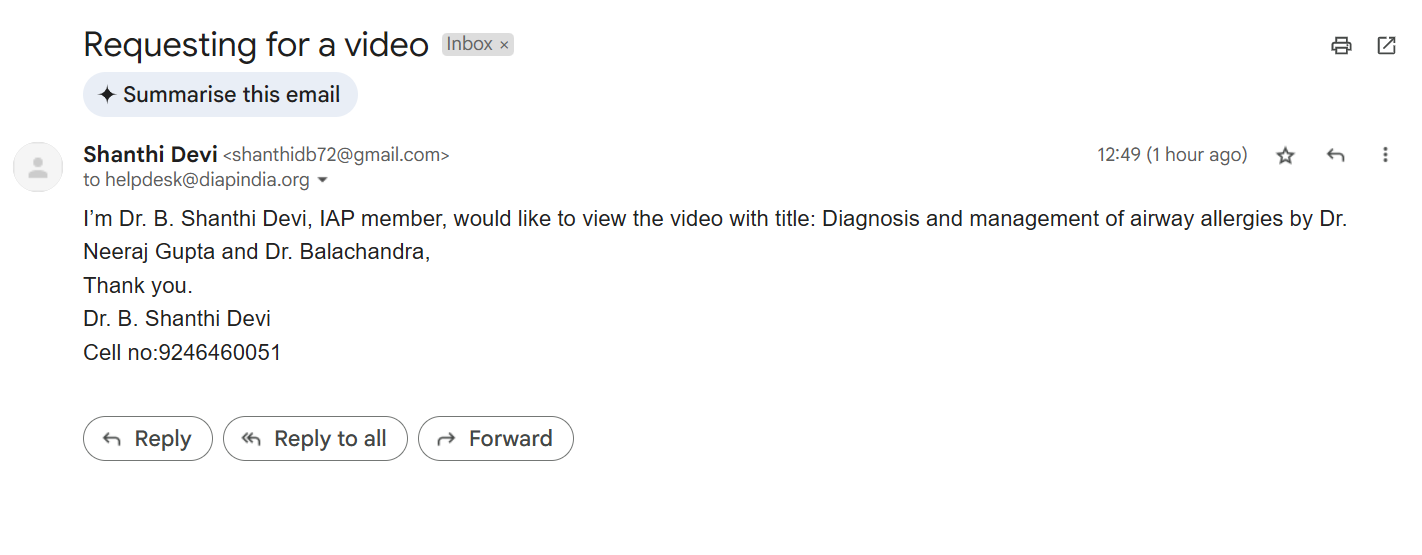 Requesting for a video Inbox ×
Summarise this email
Shanthi Devi <shanthidb72@gmail.com> 12:49 (1 hour ago)
to helpdesk@diapindia.org
I’m Dr. B. Shanthi Devi, IAP member, would like to view the video with title: Diagnosis and management of airway allergies by Dr.
Neeraj Gupta and Dr. Balachandra,
Thank you.
Dr. B. Shanthi Devi
Cell no:9246460051
Reply Reply to all Forward